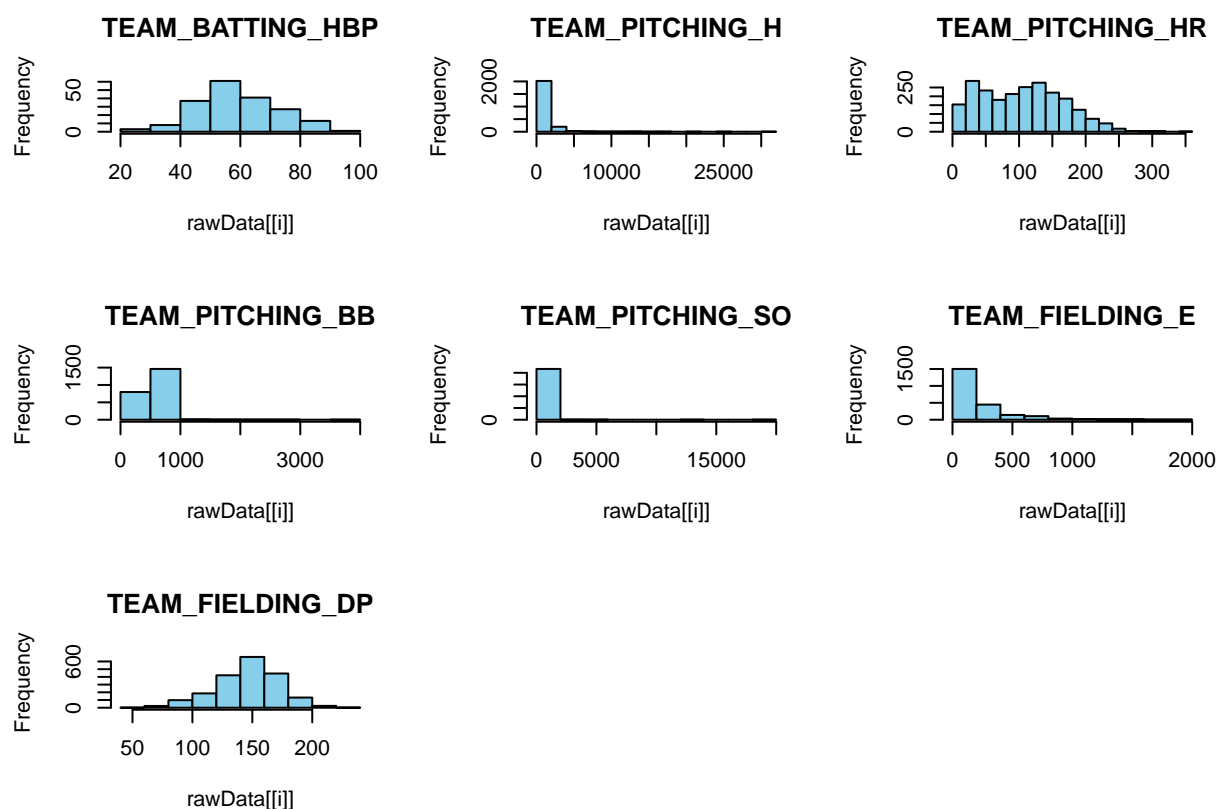 TEAM_BATTING_HBP
Frequency
0 50
20 40 60 80 100
rawData[[i]]
TEAM_PITCHING_H
Frequency
0 2000
0 10000 25000
rawData[[i]]
TEAM_PITCHING_HR
Frequency
0 250
0 100 200 300
rawData[[i]]
TEAM_PITCHING_BB
Frequency
0 1500
0 1000 3000
rawData[[i]]
TEAM_PITCHING_SO
Frequency
0
0 5000 15000
rawData[[i]]
TEAM_FIELDING_E
Frequency
0 1500
0 500 1000 2000
rawData[[i]]
TEAM_FIELDING_DP
Frequency
0 600
50 100 150 200
rawData[[i]]